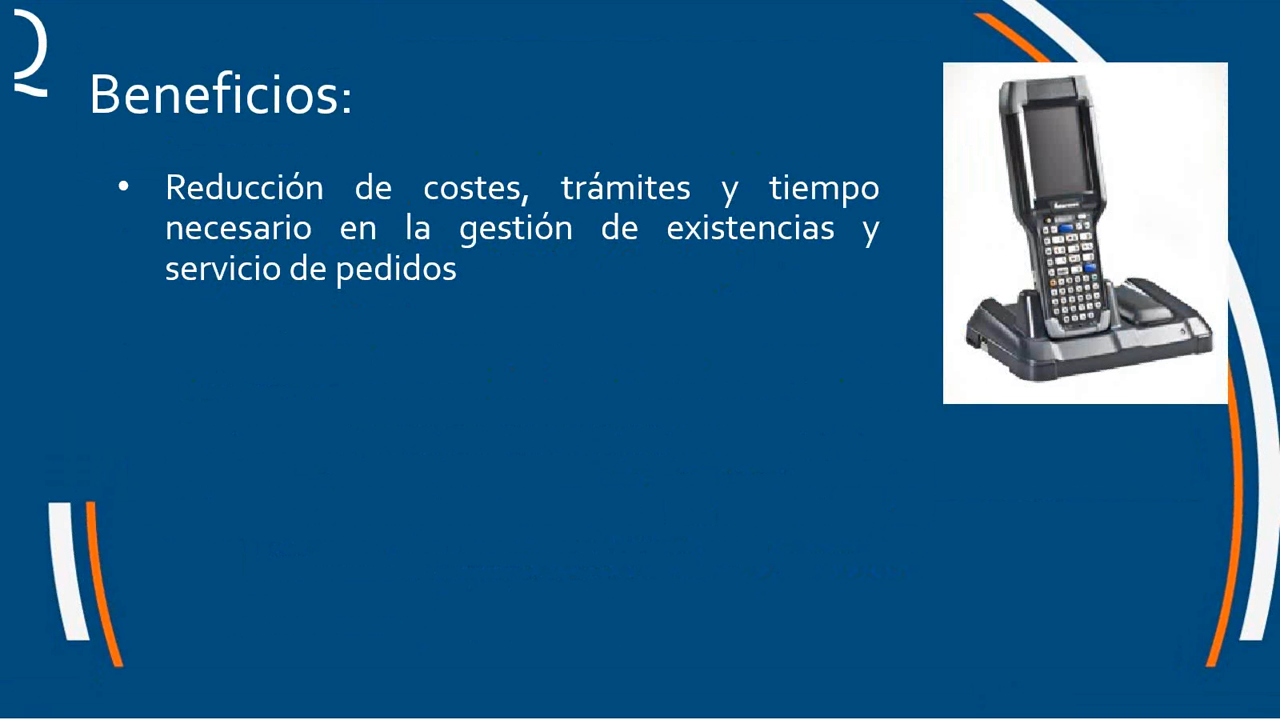 Beneficios:
• Reducción de costes, trámites y tiempo
necesario en la gestión de existencias y
servicio de pedidos